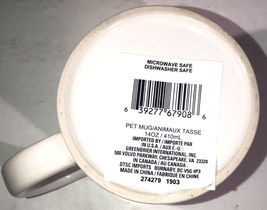 MICROWAVE SAFE
DISHWASHER SAFE
6 39277 67908 6
PET MUG/ANIMAUX TASSE
14OZ / 410mL
IMPORTED BY / IMPORTÉ PAR
IN U.S.A. / AUX É.-U.
GREENBRIER INTERNATIONAL, INC.
500 VOLVO PARKWAY, CHESAPEAKE, VA 23320
IN CANADA / AU CANADA
DTSC IMPORTS BURNABY, BC V5G 4P3
MADE IN CHINA / FABRIQUÉ EN CHINE
274279 1903